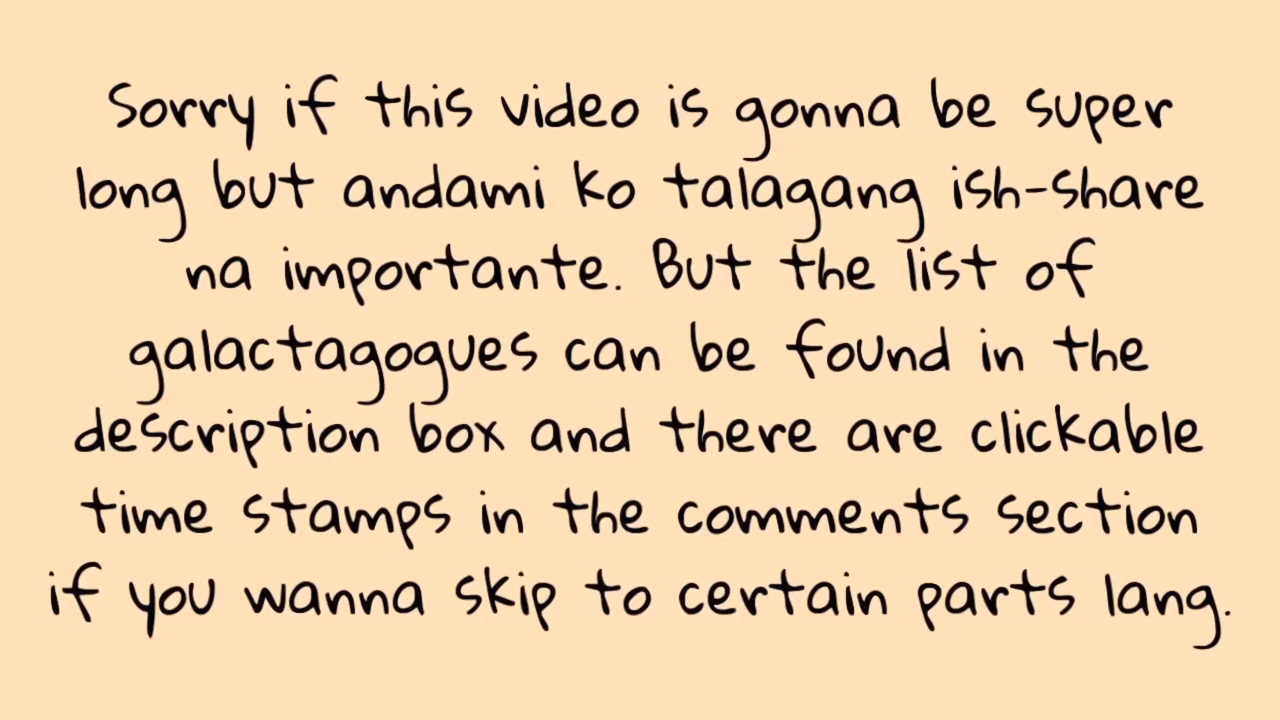 Sorry if this video is gonna be super
long but andami ko talagang ish-share
na importante. But the list of
galactagogues can be found in the
description box and there are clickable
time stamps in the comments section
if you wanna skip to certain parts lang.